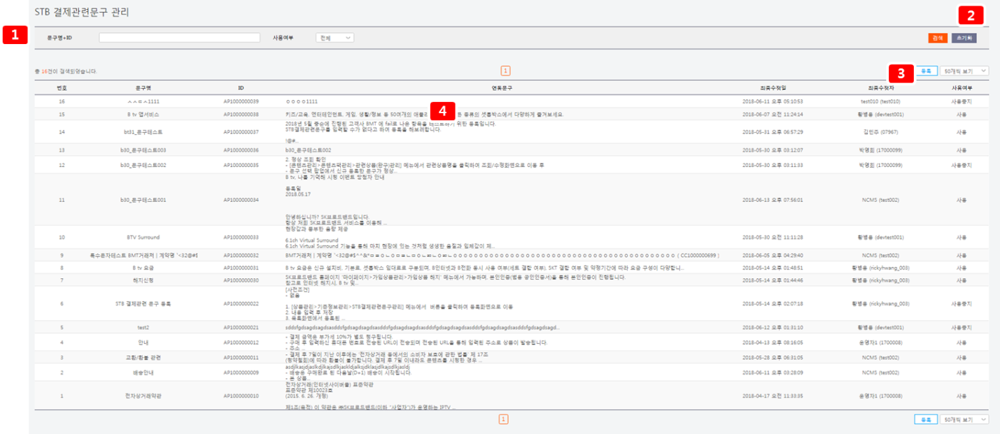 STB 결제관련문구 관리
2
1
문구명+ID 사용여부 전체 검색 초기화
총 16건이 검색되었습니다. 1 3 등록 50개씩 보기
번호 문구명 ID 연동문구 최종수정일 최종수정자 사용여부
16 ㅅㅅㄷㅅ1111 AP1000000039 ㅇㅇㅇㅇ1111 2018-06-11 오후 05:10:53 test010 (test010) 사용중지
15 B tv 앱서비스 AP1000000038 키즈/교육, 엔터테인먼트, 게임, 생활/정보 등 50여개의 애플리 4 든 종류의 셋톱박스에서 다양하게 즐겨보세요. 2018-06-07 오전 11:24:14 황병용 (devtest001) 사용
14 bt31_문구테스트 AP1000000037 2018년 5월 중순에 진행된 고객사 BMT 에 fail로 나온 항목을 테스트하기 위한 등록입니다.
STB결제관련문구를 입력할 수가 없다고 하여 등록을 해보려합니다.
!@#...
2018-05-31 오후 06:57:29 김민주 (07967) 사용
13 b30_문구테스트003 AP1000000036 b30_문구테스트002 2018-05-30 오후 03:12:07 박영희 (17000099) 사용
12 b30_문구테스트002 AP1000000035 2. 정상 조회 확인
- [콘텐츠관리>콘텐츠팩관리>관련상품(완구)관리] 메뉴에서 관련상품명을 클릭하여 조회/수정화면으로 이동 후
- 문구 선택 팝업에서 신규 등록한 문구가 정상...
2018-05-30 오후 03:11:33 박영희 (17000099) 사용중지
11 b30_문구테스트001 AP1000000034 B tv, 나를 기억해 시청 이벤트 당첨자 안내
등록일
2018.05.17
안녕하십니까? SK브로드밴드입니다.
항상 저희 SK브로드밴드 서비스를 이용해 ...
2018-06-13 오후 07:56:01 NCMS (test002) 사용
10 BTV Surround AP1000000033 현장감과 풍부한 음향 제공
6.1ch Virtual Surround
6.1ch Virtual Surround 기능을 통해 마치 현장에 있는 것처럼 생생한 음질과 입체감이 제...
2018-05-30 오전 11:11:28 황병용 (devtest001) 사용
9 특수문자테스트 BMT거래처 | 계약명 '<32@#$ AP1000000032 2018-06-05 오후 04:29:40 NCMS (test002) 사용
8 B tv 요금 AP1000000031 B tv 요금은 신규 설치비, 기본료, 셋톱박스 임대료로 구분되며, B인터넷과 B전화 동시 사용 여부(세트 결합 여부), SKT 결합 여부 및 약정기간에 따라 요금 구성이 다양합니... 2018-05-14 오후 01:48:51 황병용 (rickyhwang_003) 사용
7 해지신청 AP1000000030 SK브로드밴드 홈페이지 '마이페이지>가입상품관리>가입상품 해지' 메뉴에서 가능하며, 본인인증(범용 공인인증서)을 통해 본인인증이 진행됩니다.
참고로 인터넷 해지시, B tv 및...
2018-05-14 오후 01:44:46 황병용 (rickyhwang_003) 사용
6 STB 결제관련 문구 등록 AP1000000022 [사전조건]
- 없음
1. [상품관리>기준정보관리>STB결제관련문구관리] 메뉴에서 버튼을 클릭하여 등록화면으로 이동
2. 내용 입력 후 저장
3. 목록화면에서 등록된 ...
2018-05-14 오후 02:07:18 황병용 (rickyhwang_003) 사용중지
5 test2 AP1000000021 2018-06-12 오후 01:31:10 황병용 (devtest001) 사용중지
4 안내 AP1000000012 - 결제 금액은 부가세 10%가 별도 청구됩니다.
- 구매 후 입력하신 휴대폰 번호로 전송된 URL이 전송되며 전송된 URL을 통해 입력된 주소로 상품이 발송됩니다.
- 주소 ...
2018-04-13 오후 08:16:05 운영자1 (1700008) 사용
3 교환/환불 관련 AP1000000011 - 결제 후 7일이 지난 이후에는 '전자상거래 등에서의 소비자 보호에 관한 법률' 제 17조
(청약철회)에 따라 환불이 불가합니다. 결제 후 7일 이내라도 콘텐츠를 시청한 경우 ...
2018-05-28 오후 06:31:05 NCMS (test002) 사용
2 배송안내 AP1000000009
- 배송은 구매완료 된 다음날(D+1) 배송이 시작됩니다.
- 본 상품...
2018-06-11 오후 03:28:09 NCMS (test002) 사용
1 전자상거래약관 AP1000000010 전자상거래(인터넷사이버몰) 표준약관
표준약관 제10023호
(2015. 6. 26. 개정)
제1조(목적) 이 약관은 ㈜SK브로드밴드(이하 "사업자")가 운영하는 IPTV ...
2018-04-17 오전 11:33:35 운영자1 (1700008) 사용
1 등록 50개씩 보기